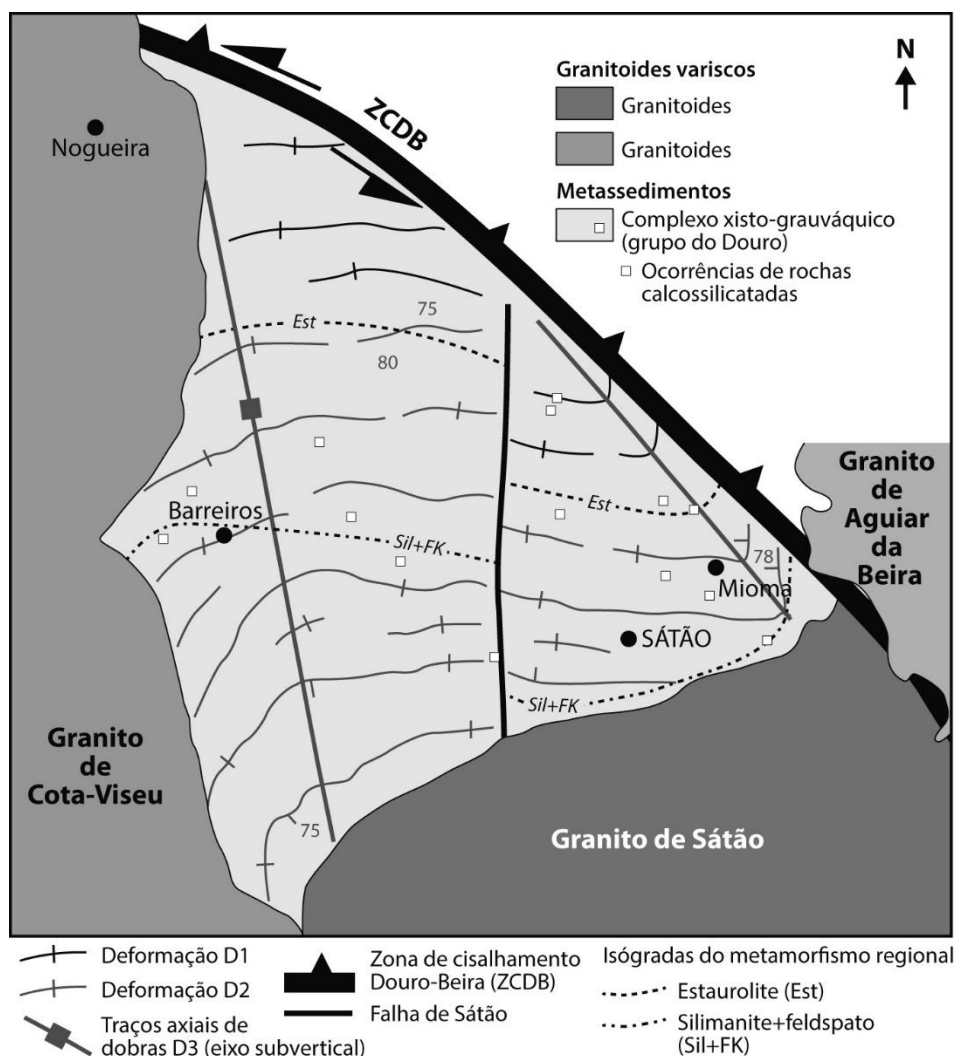 N
Granitoides variscos
Granitoides
Granitoides
Metassedimentos
Complexo xisto-grauváquico
(grupo do Douro)
Ocorrências de rochas
calcossilicatadas
Nogueira
ZCDB
75
Est
80
Barreiros
Sil+FK
Est
78
Mioma
SÁTÃO
Sil+FK
75
Granito
de
Aguiar
da
Beira
Granito
de
Cota-Viseu
Granito de Sátão
Deformação D1
Deformação D2
Traços axiais de
dobras D3 (eixo subvertical)
Zona de cisalhamento
Douro-Beira (ZCDB)
Falha de Sátão
Isógradas do metamorfismo regional
Estaurolite (Est)
Silimanite+feldspato
(Sil+FK)